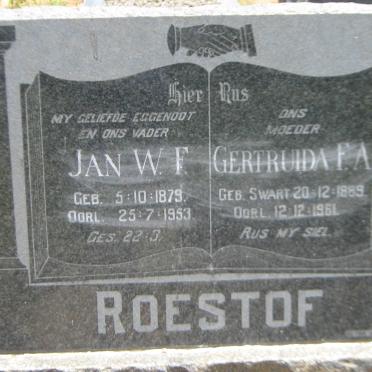 Hier Rus
MY GELIEFDE EGGENOOT
EN ONS VADER
JAN W. F.
GEB. 5-10-1879.
OORL. 25-7-1953
GES. 22:3.
ONS
MOEDER
GERTRUIDA F. A.
GEB. SWART 20-12-1889.
OORL. 12-12-1961.
RUS MY SIEL.
ROESTOF